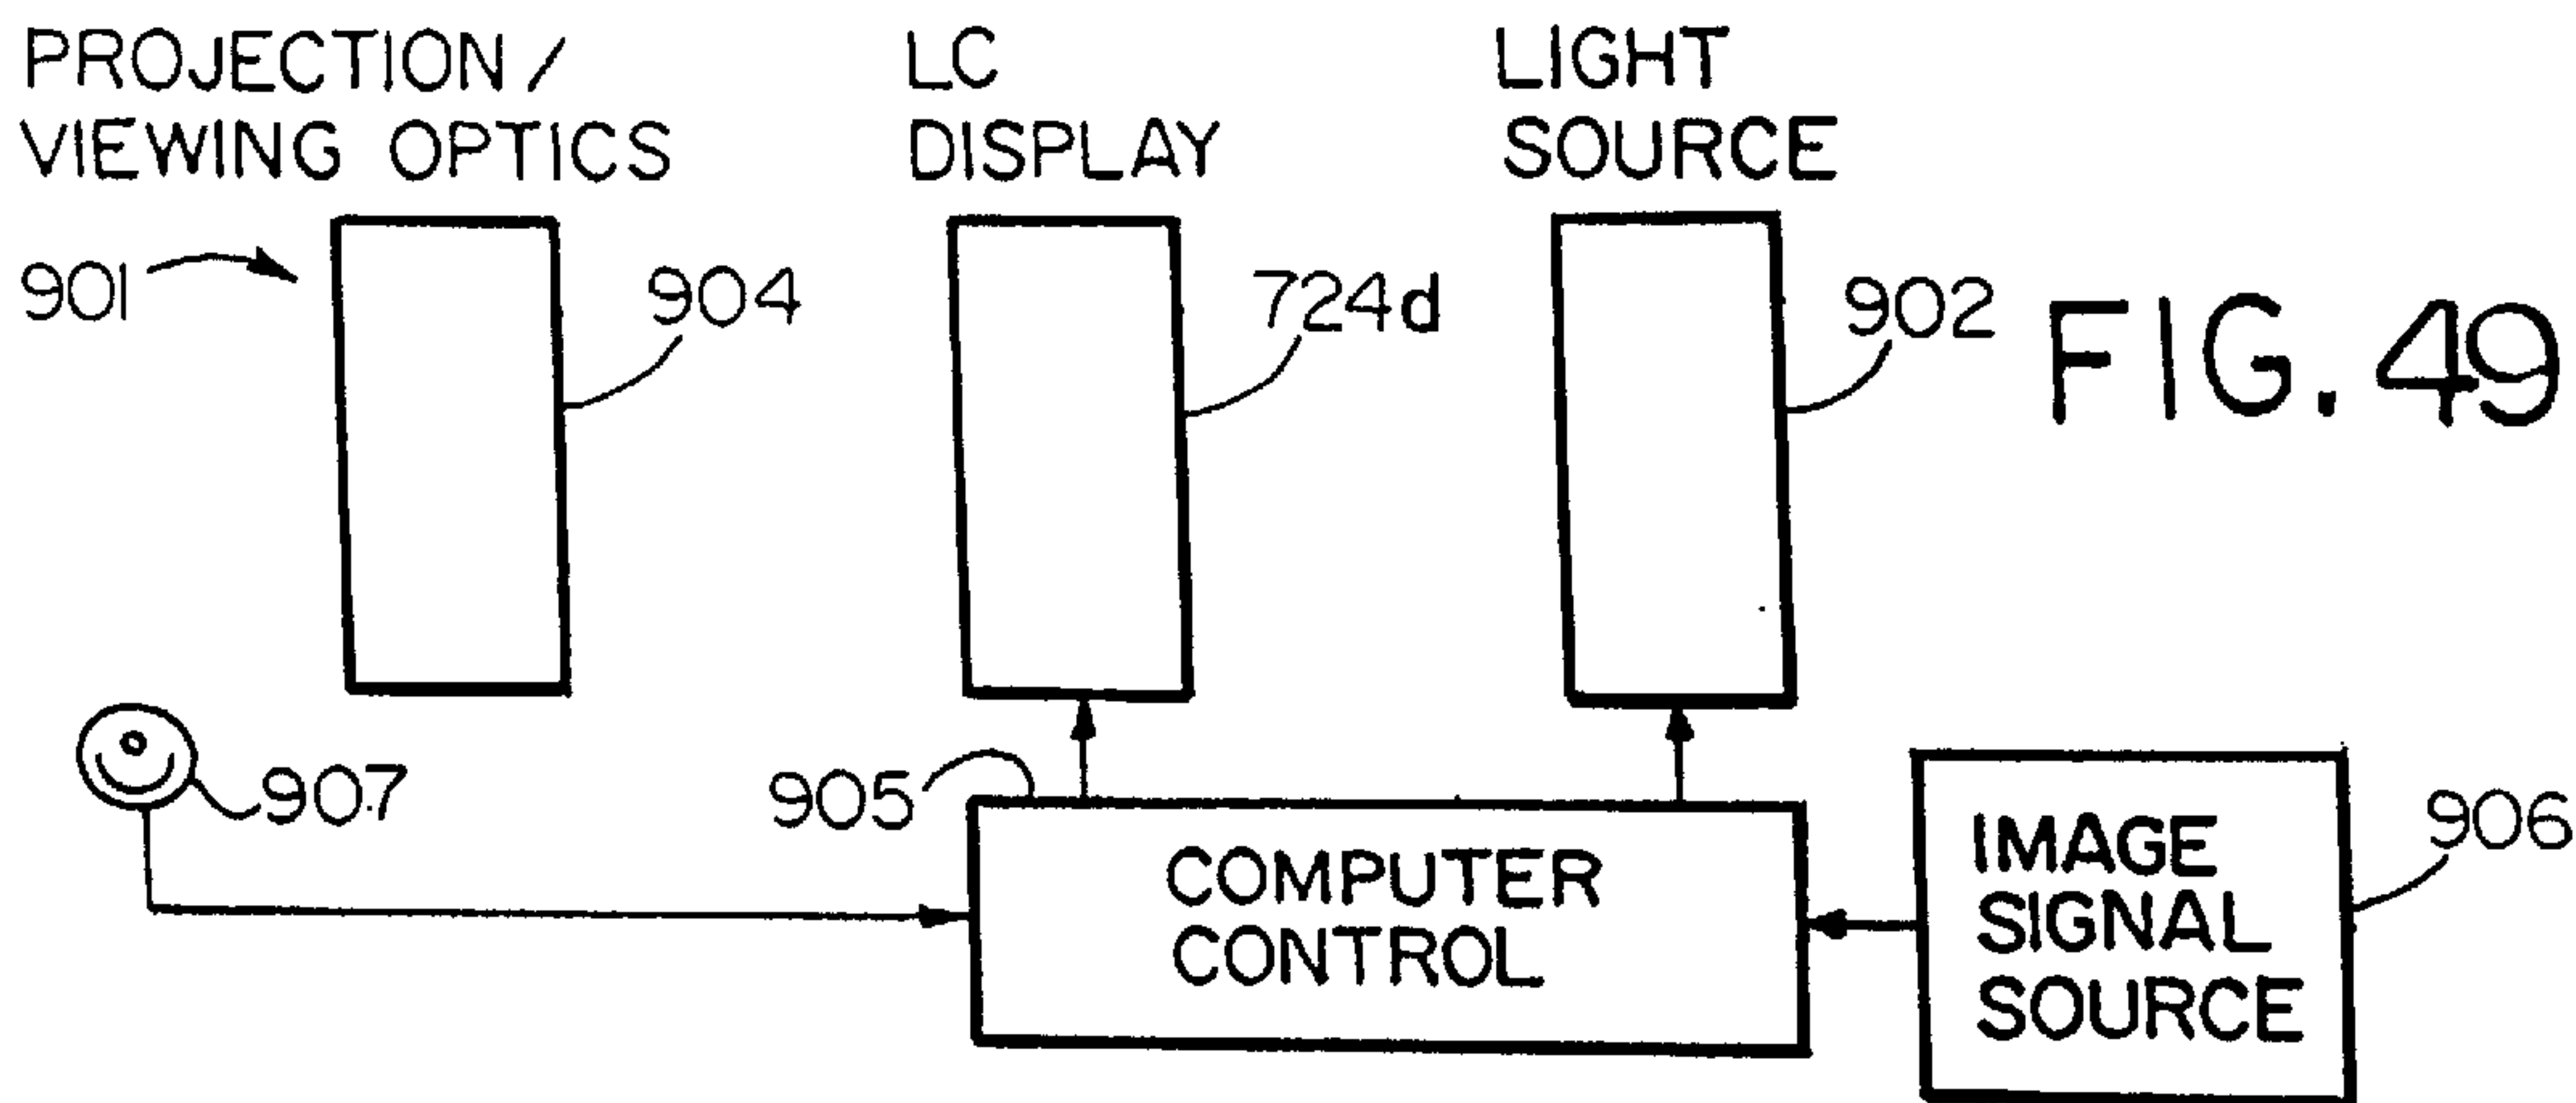 PROJECTION/
VIEWING OPTICS
LC
DISPLAY
LIGHT
SOURCE
901
904
724d
902
FIG. 49
907
905
COMPUTER
CONTROL
IMAGE
SIGNAL
SOURCE
906